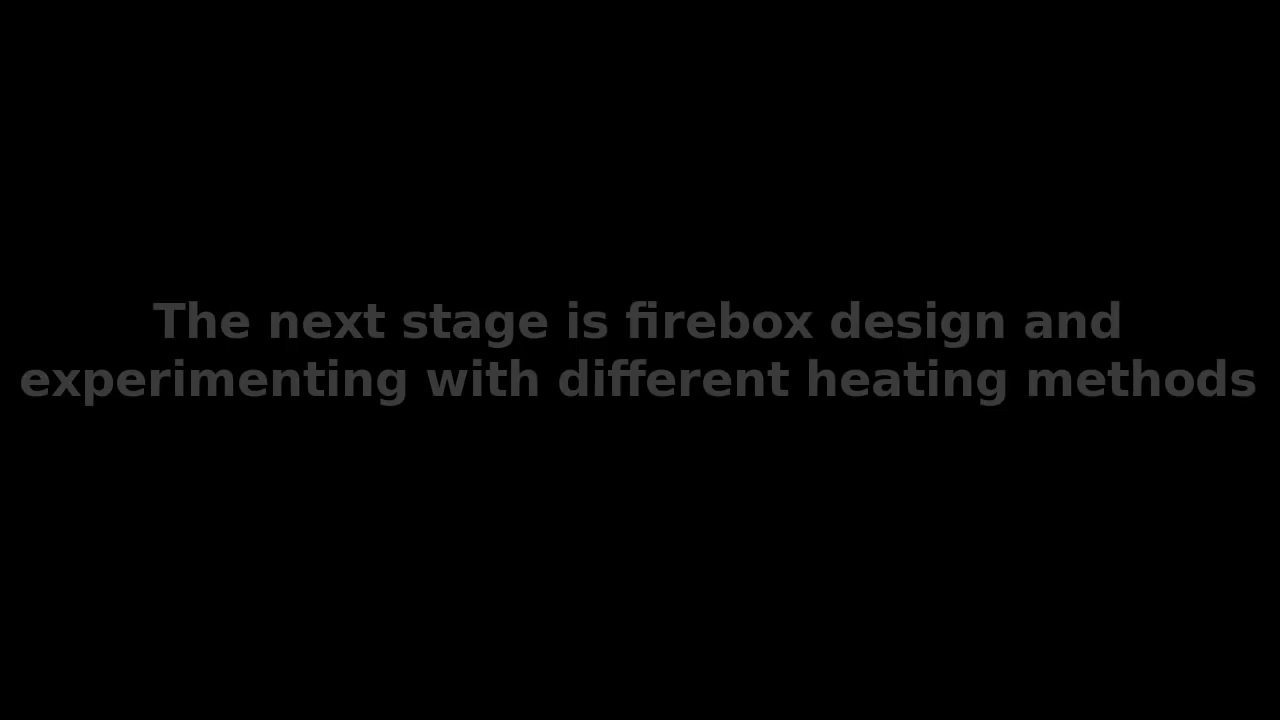 The next stage is firebox design and
experimenting with different heating methods